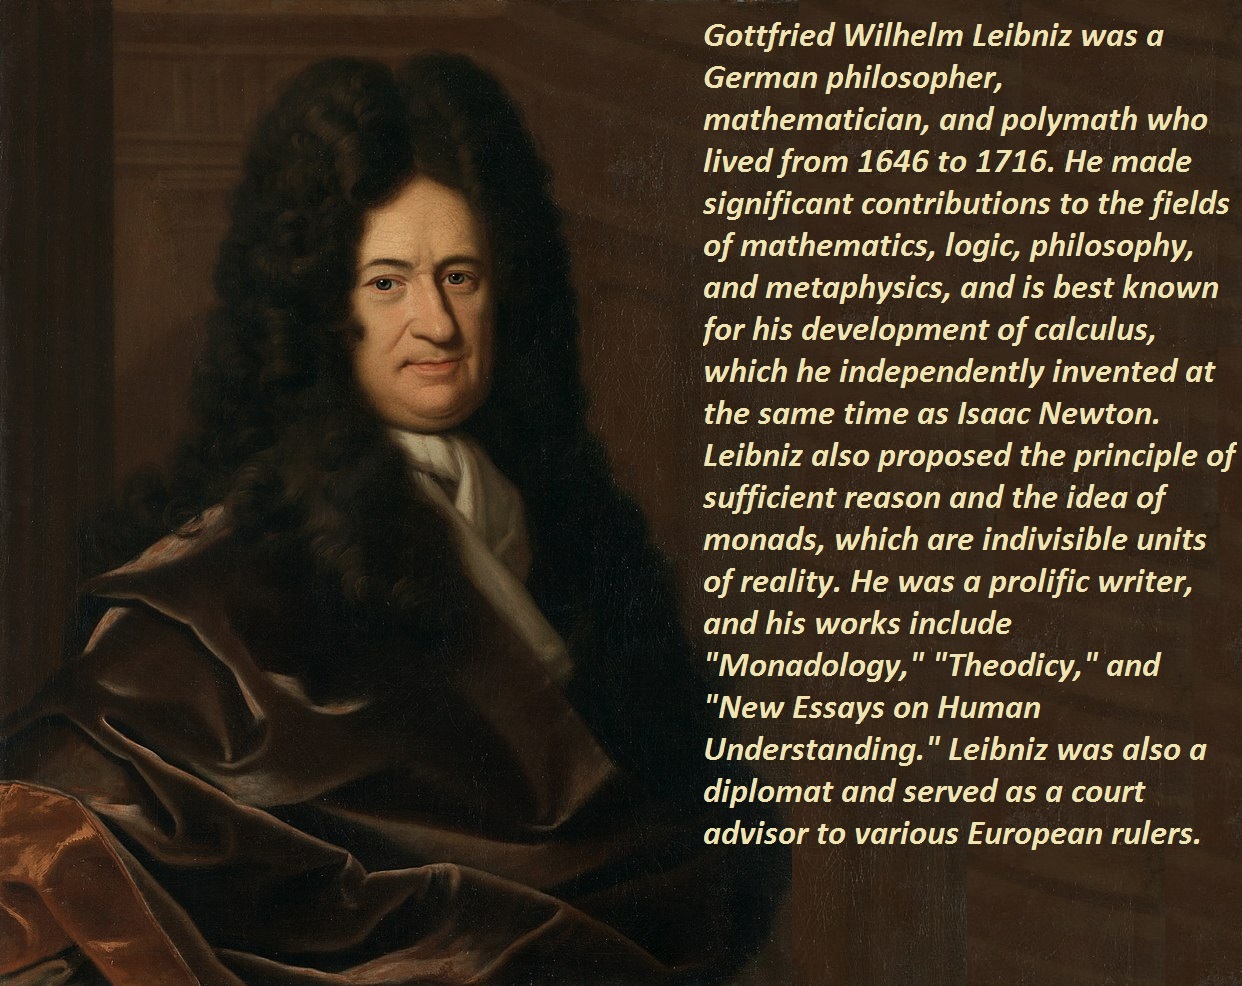 Gottfried Wilhelm Leibniz was a
German philosopher,
mathematician, and polymath who
lived from 1646 to 1716. He made
significant contributions to the fields
of mathematics, logic, philosophy,
and metaphysics, and is best known
for his development of calculus,
which he independently invented at
the same time as Isaac Newton.
Leibniz also proposed the principle of
sufficient reason and the idea of
monads, which are indivisible units
of reality. He was a prolific writer,
and his works include
"Monadology," "Theodicy," and
"New Essays on Human
Understanding." Leibniz was also a
diplomat and served as a court
advisor to various European rulers.